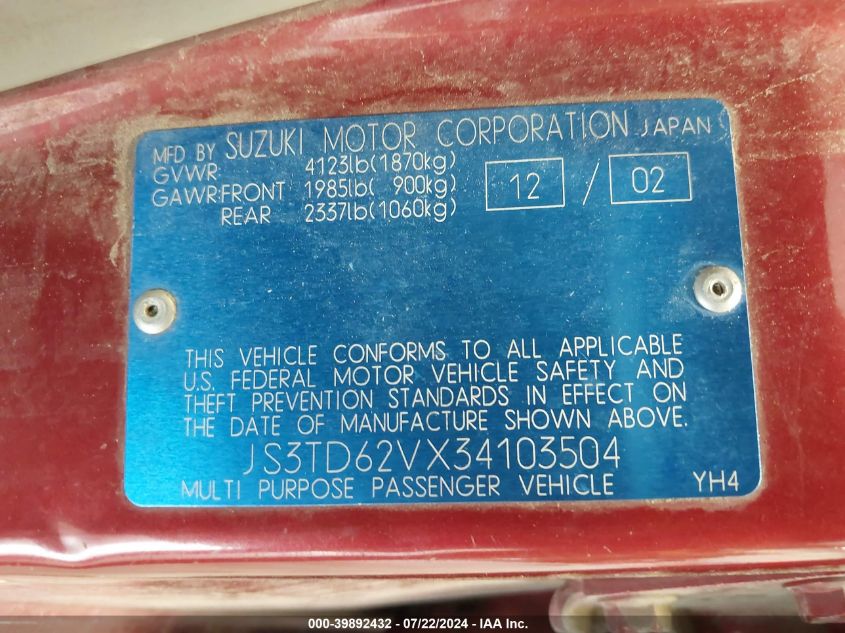 MFD BY SUZUKI MOTOR CORPORATION JAPAN
GVWR: 4123lb(1870kg)
GAWR:FRONT 1985lb( 900kg) 12 / 02
REAR 2337lb(1060kg)
THIS VEHICLE CONFORMS TO ALL APPLICABLE
U.S. FEDERAL MOTOR VEHICLE SAFETY AND
THEFT PREVENTION STANDARDS IN EFFECT ON
THE DATE OF MANUFACTURE SHOWN ABOVE.
JS3TD62VX34103504
MULTI PURPOSE PASSENGER VEHICLE YH4
000-39892432 - 07/22/2024 - IAA Inc.